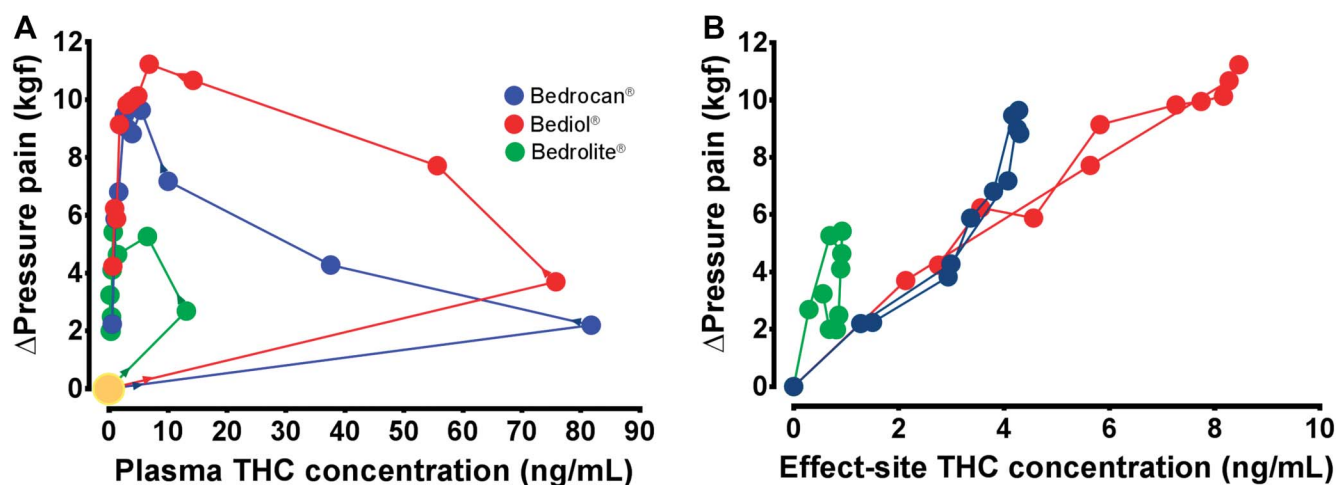 A
ΔPressure pain (kgf)
12
10
8
6
4
2
0
Bedrocan®
Bediol®
Bedrolite®
0 10 20 30 40 50 60 70 80 90
Plasma THC concentration (ng/mL)
B
ΔPressure pain (kgf)
12
10
8
6
4
2
0
0 2 4 6 8 10
Effect-site THC concentration (ng/mL)